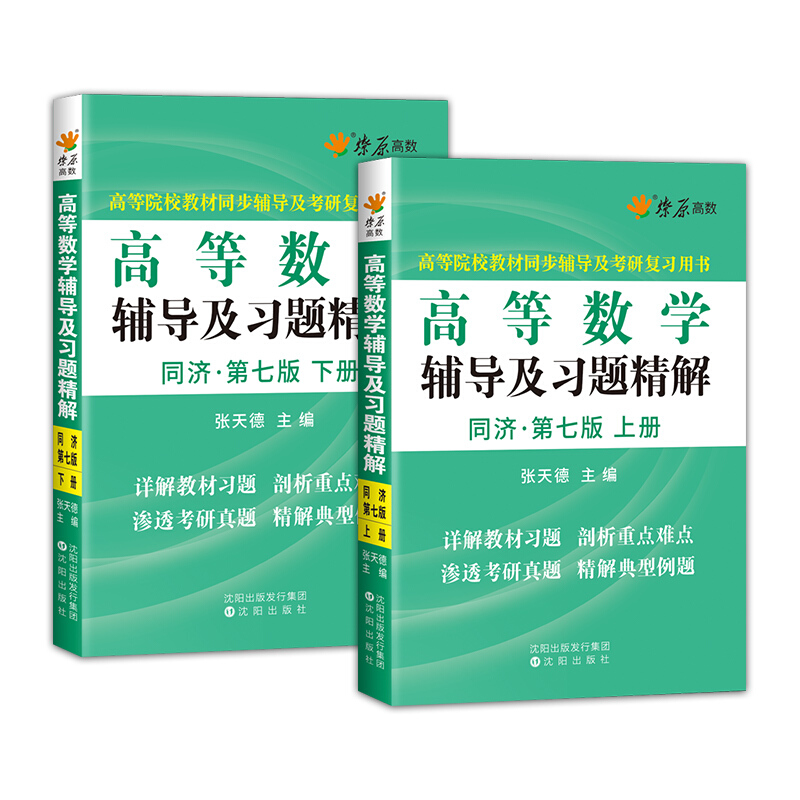 燎原
高数
高等数学辅导及习题精解
同济
第七版
下册
张天德
主编
沈阳出版发行集团
沈阳出版社
®燎原高数
高等院校教材同步辅导及考研复
高等数
辅导及习题精
同济·第七版 下册
张天德 主编
详解教材习题 剖析重点难
渗透考研真题 精解典型
沈阳出版发行集团
沈阳出版社
燎原
高数
高等数学辅导及习题精解
同济
第七版
上册
张天德
主编
沈阳出版发行集团
沈阳出版社
®燎原高数
高等院校教材同步辅导及考研复习用书
高等数学
辅导及习题精解
同济·第七版 上册
张天德 主编
详解教材习题 剖析重点难点
渗透考研真题 精解典型例题
沈阳出版发行集团
沈阳出版社